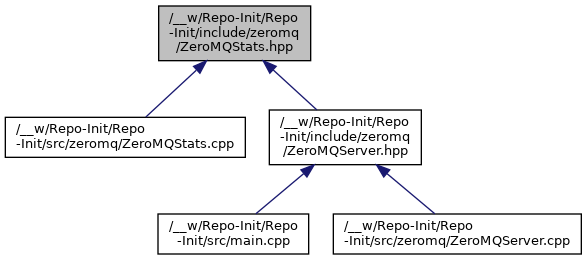 /__w/Repo-Init/Repo
-Init/include/zeromq
/ZeroMQStats.hpp
/__w/Repo-Init/Repo
-Init/src/zeromq/ZeroMQStats.cpp
/__w/Repo-Init/Repo
-Init/include/zeromq
/ZeroMQServer.hpp
/__w/Repo-Init/Repo
-Init/src/main.cpp
/__w/Repo-Init/Repo
-Init/src/zeromq/ZeroMQServer.cpp